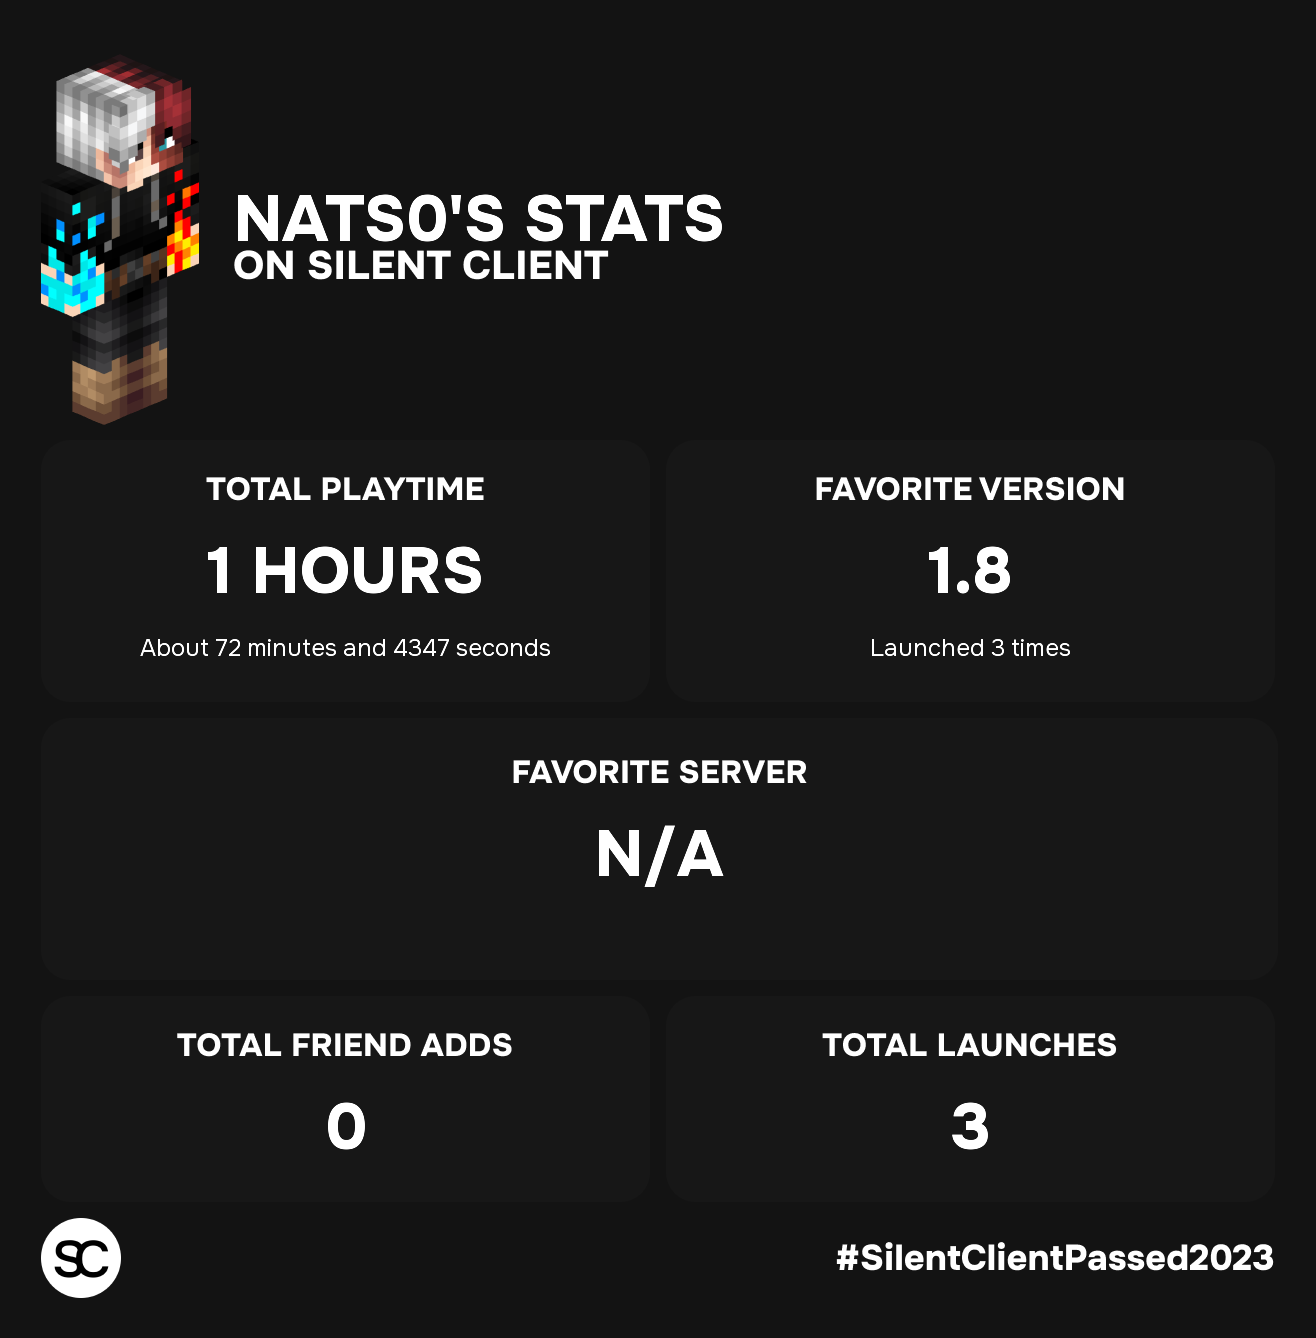 NATS0'S STATS
ON SILENT CLIENT
TOTAL PLAYTIME
1 HOURS
About 72 minutes and 4347 seconds
FAVORITE VERSION
1.8
Launched 3 times
FAVORITE SERVER
N/A
TOTAL FRIEND ADDS
0
TOTAL LAUNCHES
3
SC
#SilentClientPassed2023